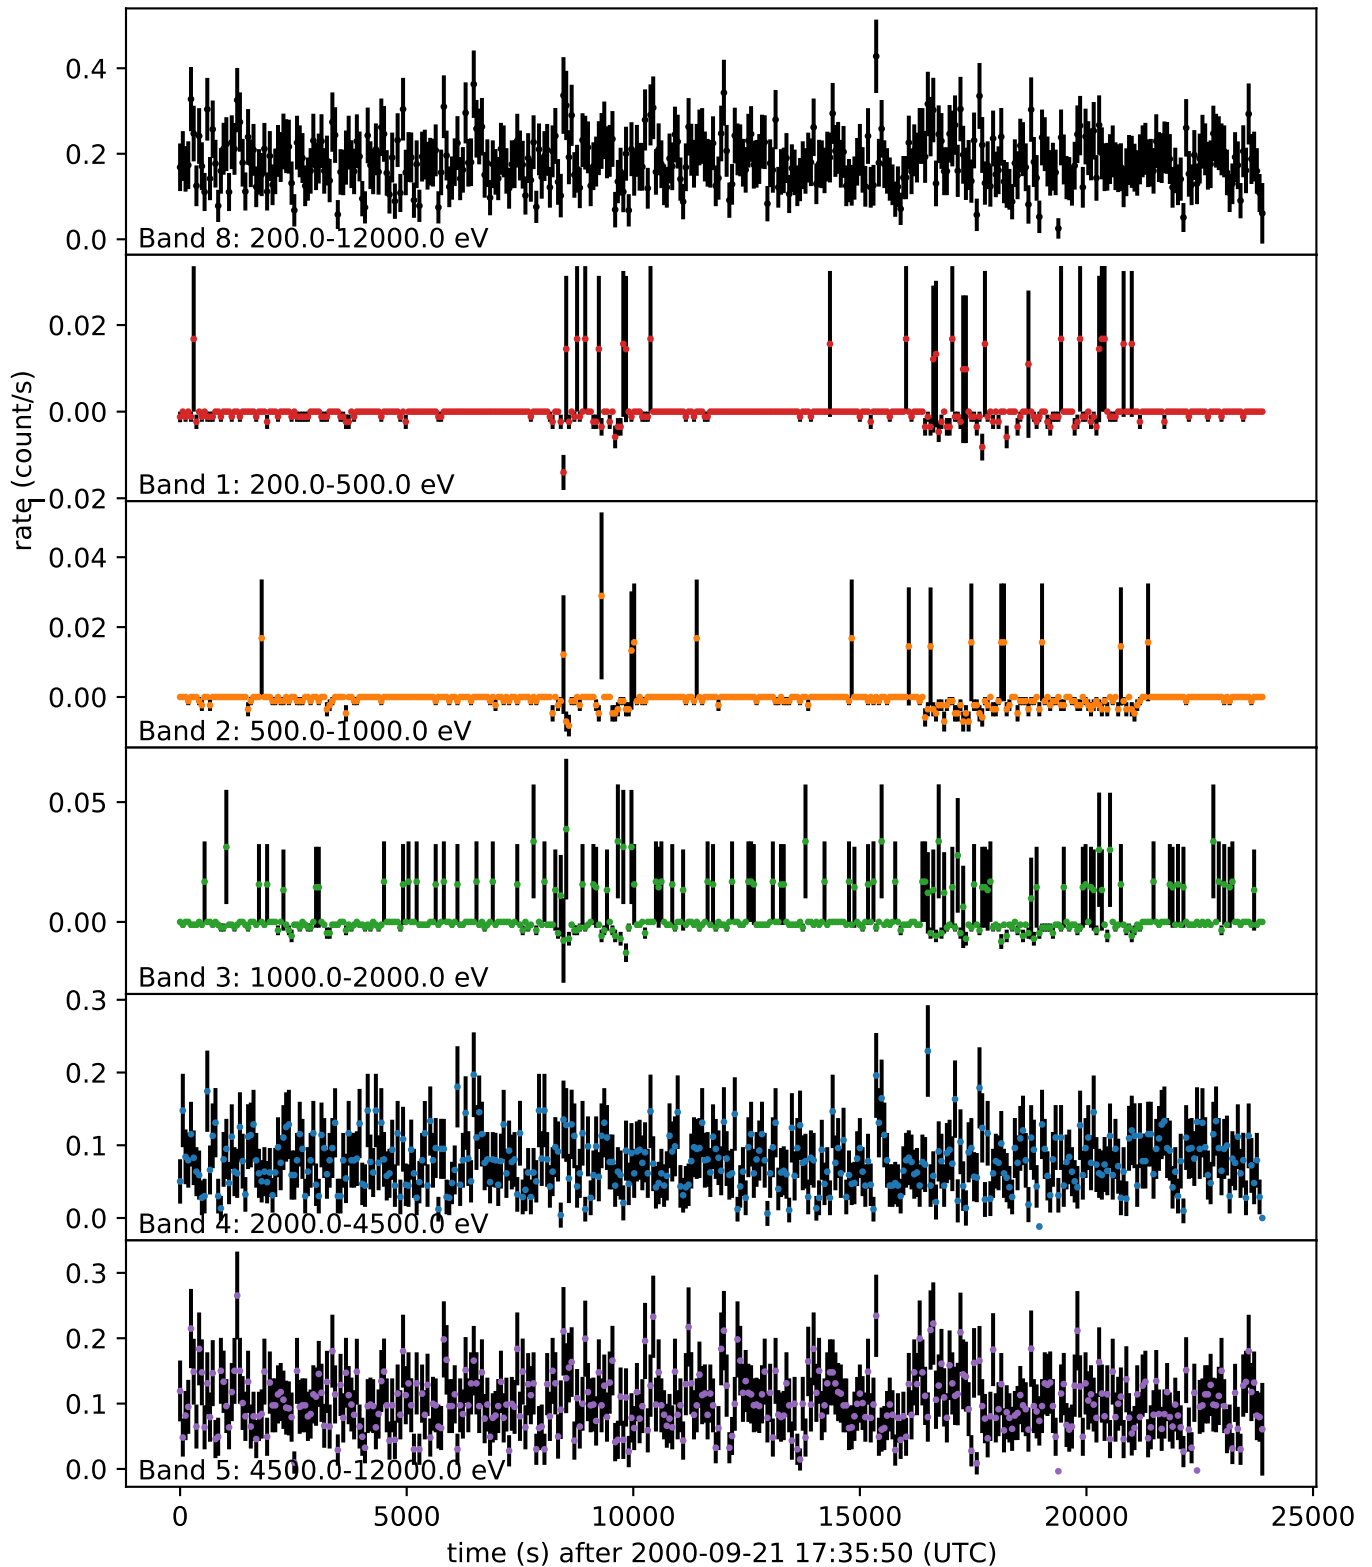 0.4
0.2
0.0
Band 8: 200.0-12000.0 eV
0.02
0.00
−0.02
Band 1: 200.0-500.0 eV
rate (count/s)
0.04
0.02
0.00
Band 2: 500.0-1000.0 eV
0.05
0.00
Band 3: 1000.0-2000.0 eV
0.3
0.2
0.1
0.0
Band 4: 2000.0-4500.0 eV
0.3
0.2
0.1
0.0
Band 5: 4500.0-12000.0 eV
0 5000 10000 15000 20000 25000
time (s) after 2000-09-21 17:35:50 (UTC)